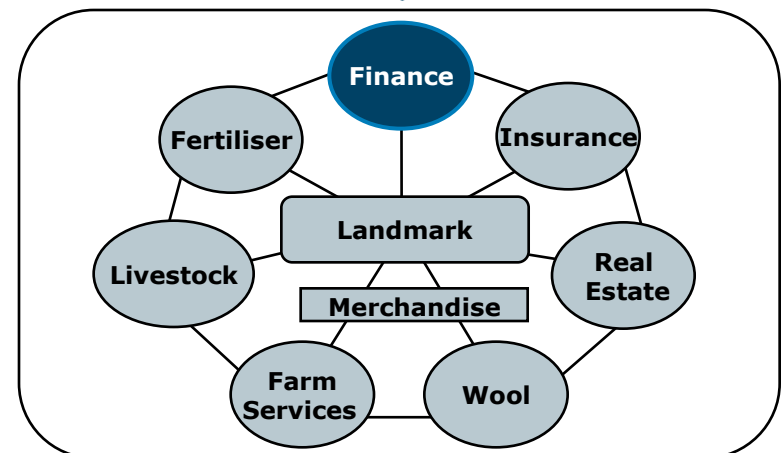 Finance
Fertiliser
Insurance
Landmark
Livestock
Real
Estate
Merchandise
Farm
Services
Wool